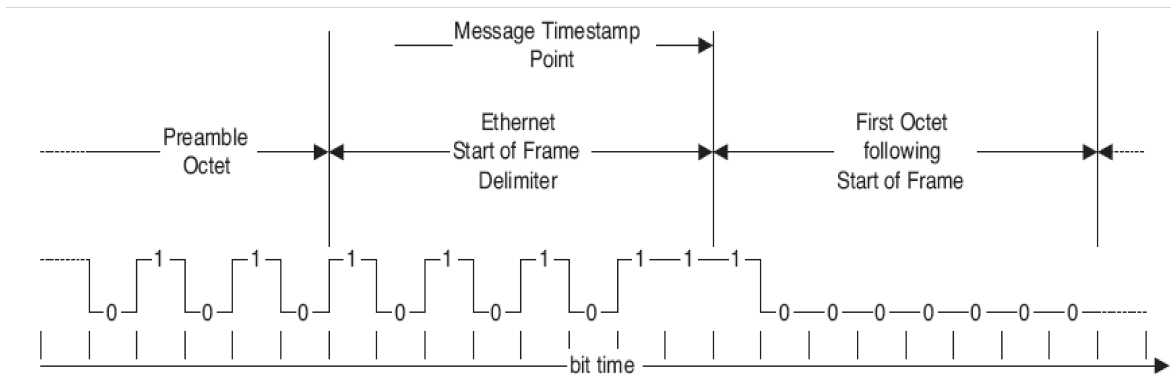 Message Timestamp
Point
Preamble
Octet
Ethernet
Start of Frame
Delimiter
First Octet
following
Start of Frame
0 1 0 1 0 1 0 1 0 1 0 1 1 1 0 0 0 0 0 0 0
bit time